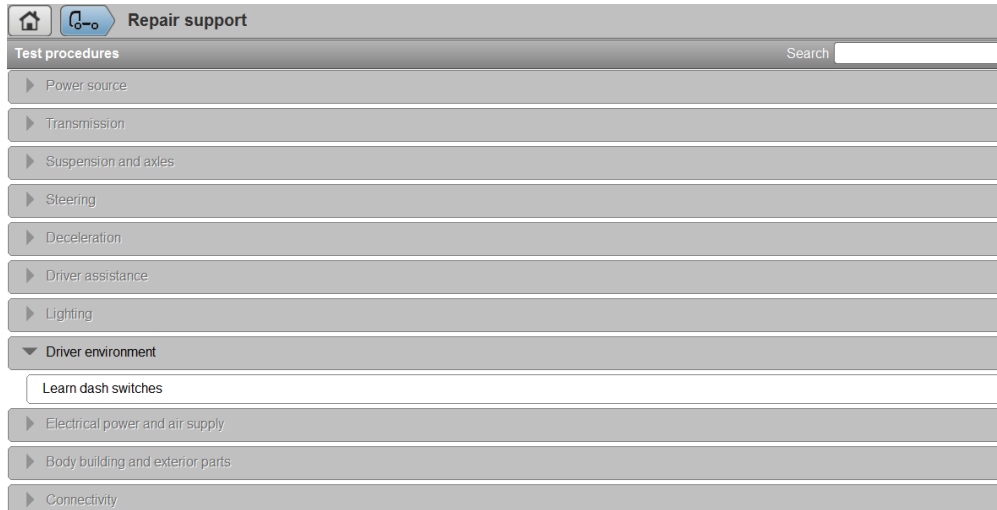 Repair support
Test procedures Search
Power source
Transmission
Suspension and axles
Steering
Deceleration
Driver assistance
Lighting
Driver environment
Learn dash switches
Electrical power and air supply
Body building and exterior parts
Connectivity